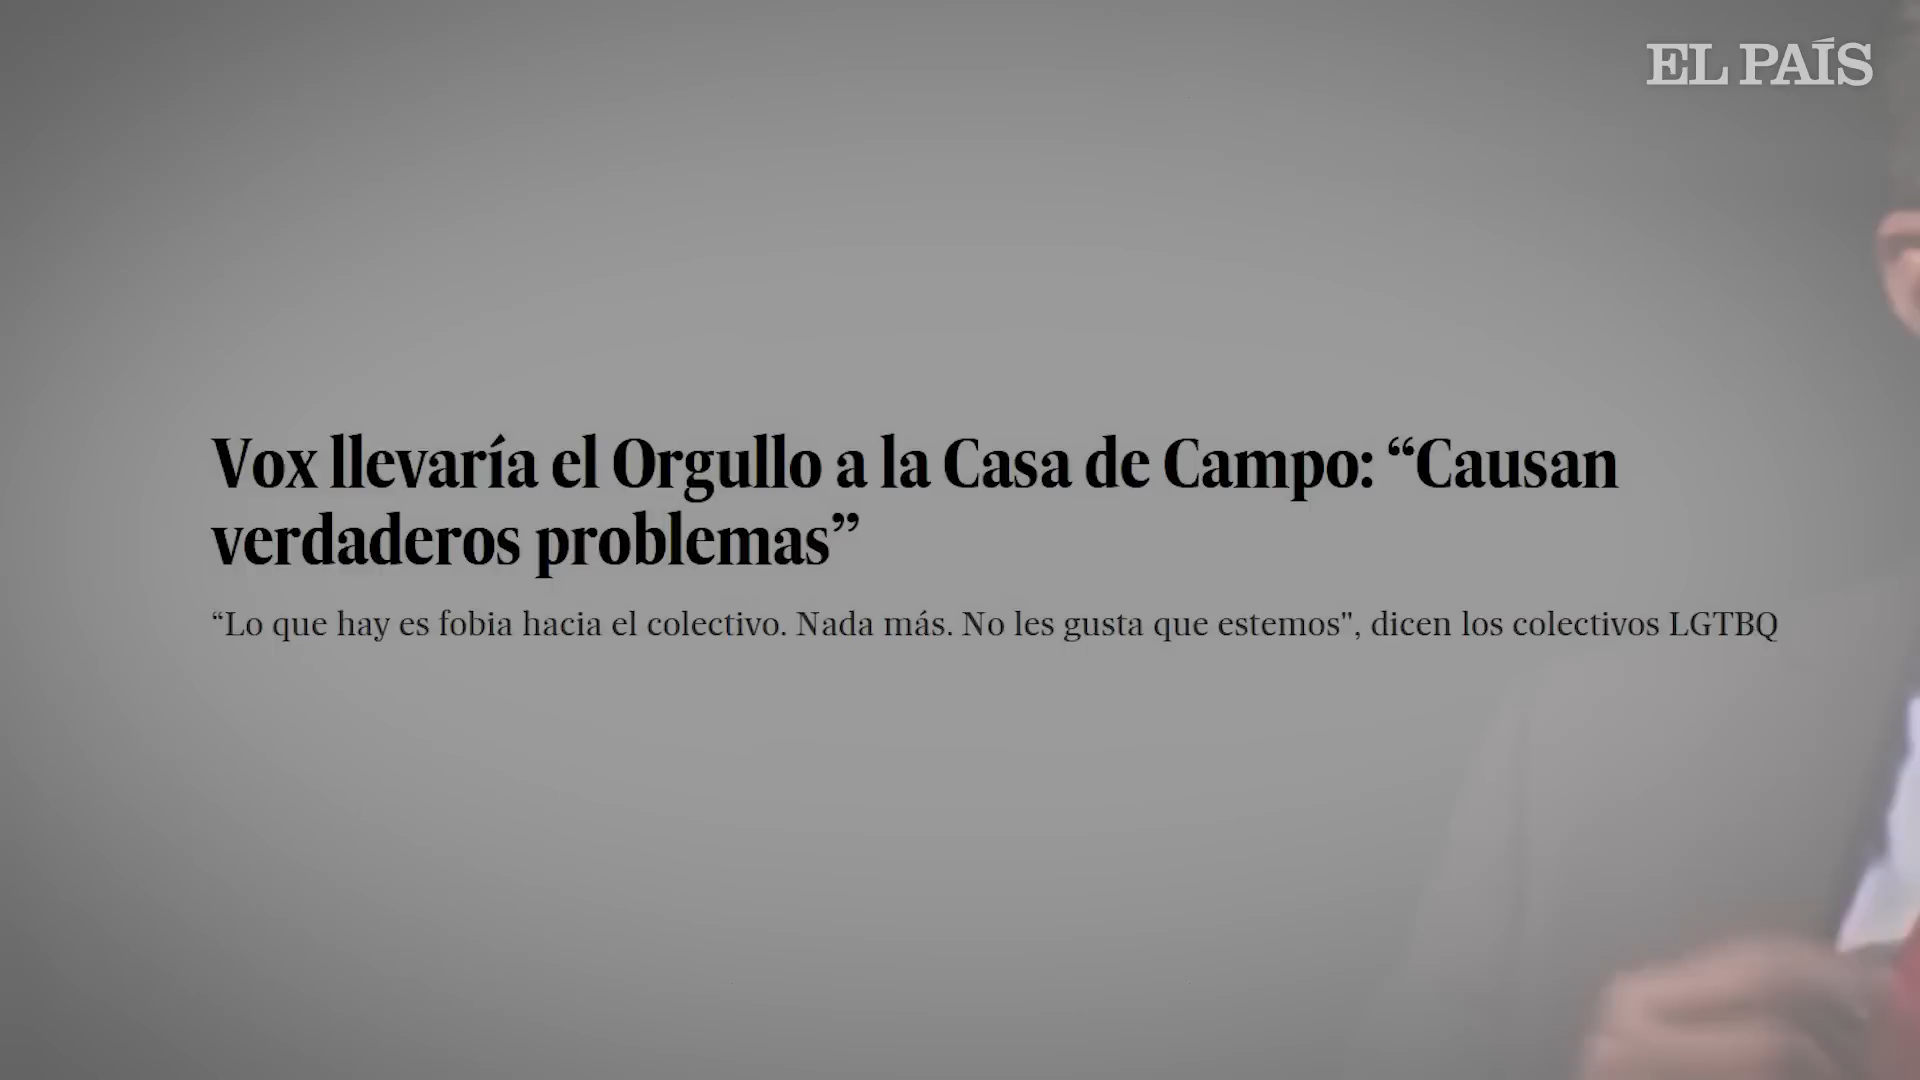 EL PAÍS
Vox llevaría el Orgullo a la Casa de Campo: “Causan
verdaderos problemas”
“Lo que hay es fobia hacia el colectivo. Nada más. No les gusta que estemos", dicen los colectivos LGTBQ